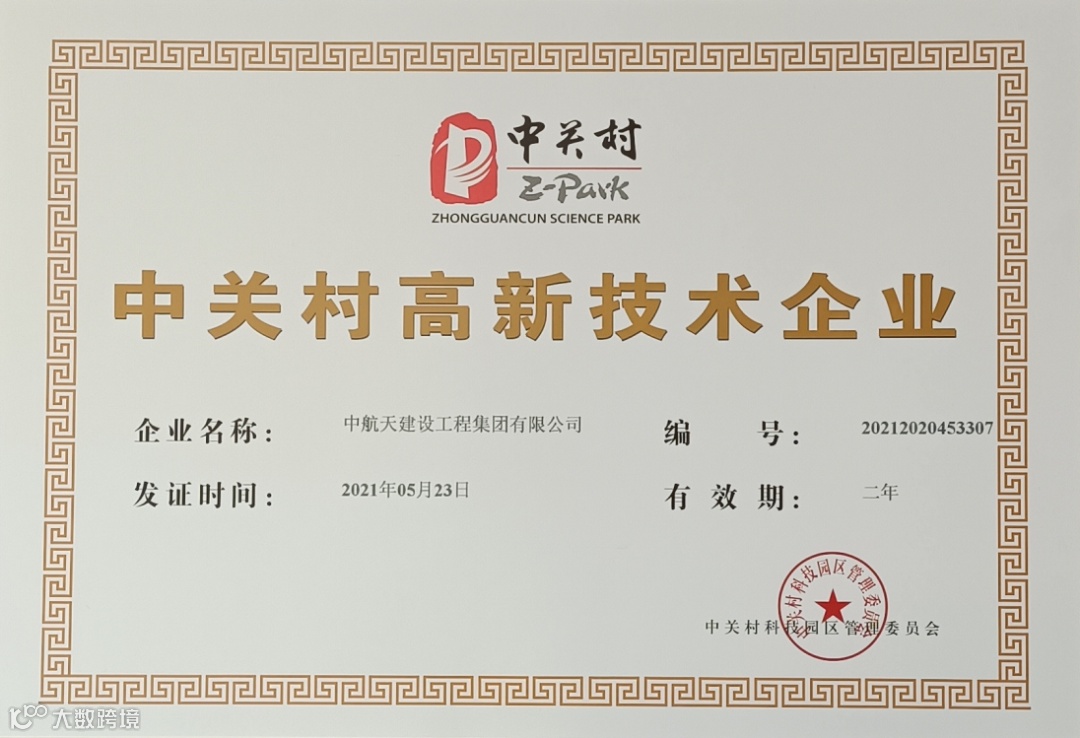 中关村
Z-Park
ZHONGGUANCUN SCIENCE PARK
中关村高新技术企业
企业名称: 中航天建设工程集团有限公司 编 号: 20212020453307
发证时间: 2021年05月23日 有 效 期: 二年
中关村科技园区管理委员会
中关村科技园区管理委员会
大数跨境